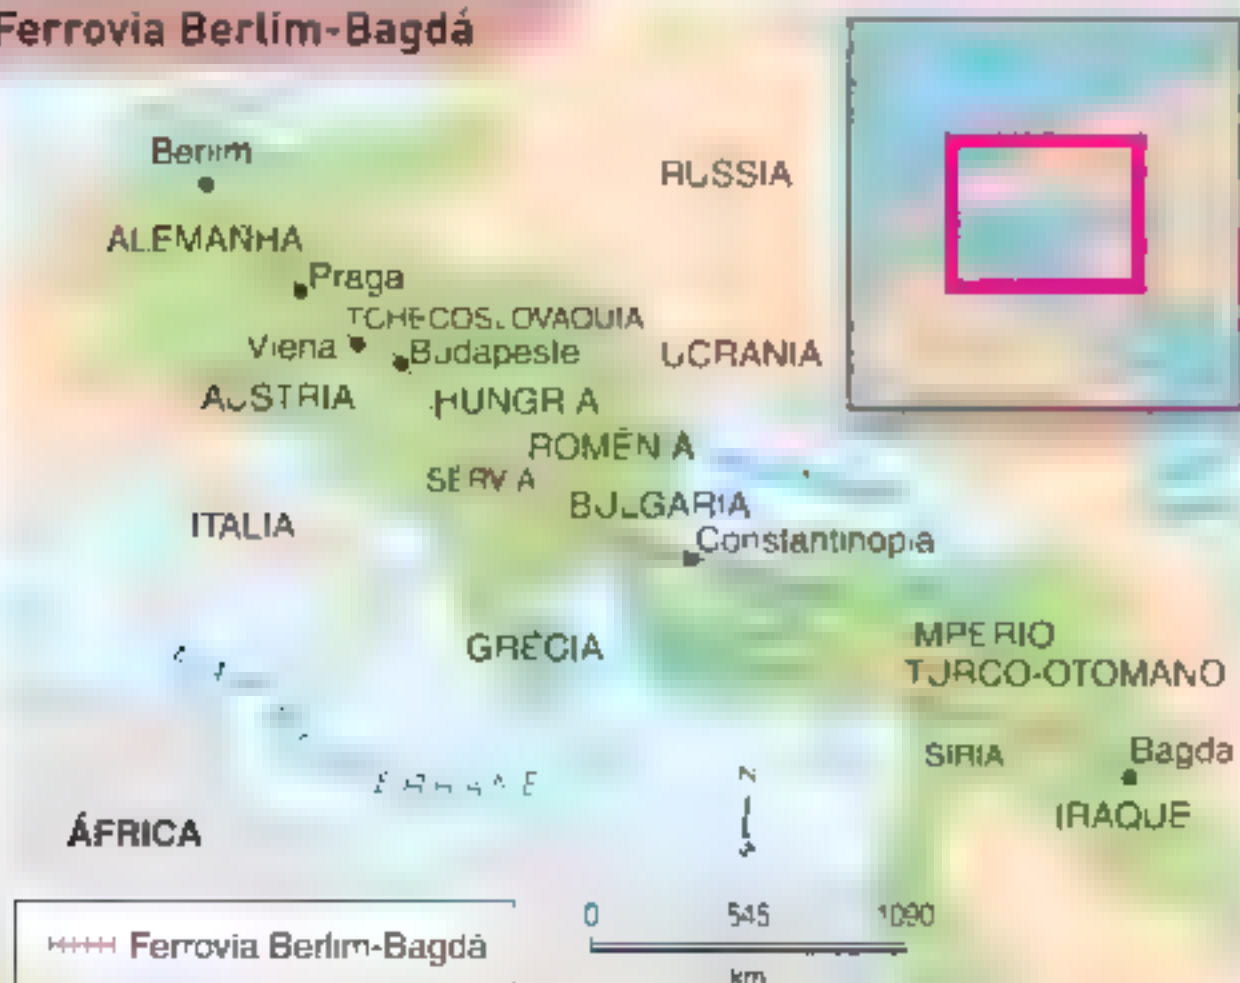 Ferrovia Berlim-Bagdá
Berlim
RUSSIA
ALEMANHA
Praga
TCHECOSLOVAQUIA
Viena
Budapeste
UCRANIA
AUSTRIA
HUNGRIA
ROMÊNIA
SÉRVIA
BULGARIA
ITALIA
Constantinopla
GRÉCIA
IMPERIO
TURCO-OTOMANO
SIRIA
Bagda
IRAQUE
N
ÁFRICA
0 545 1090
km
Ferrovia Berlim-Bagdá